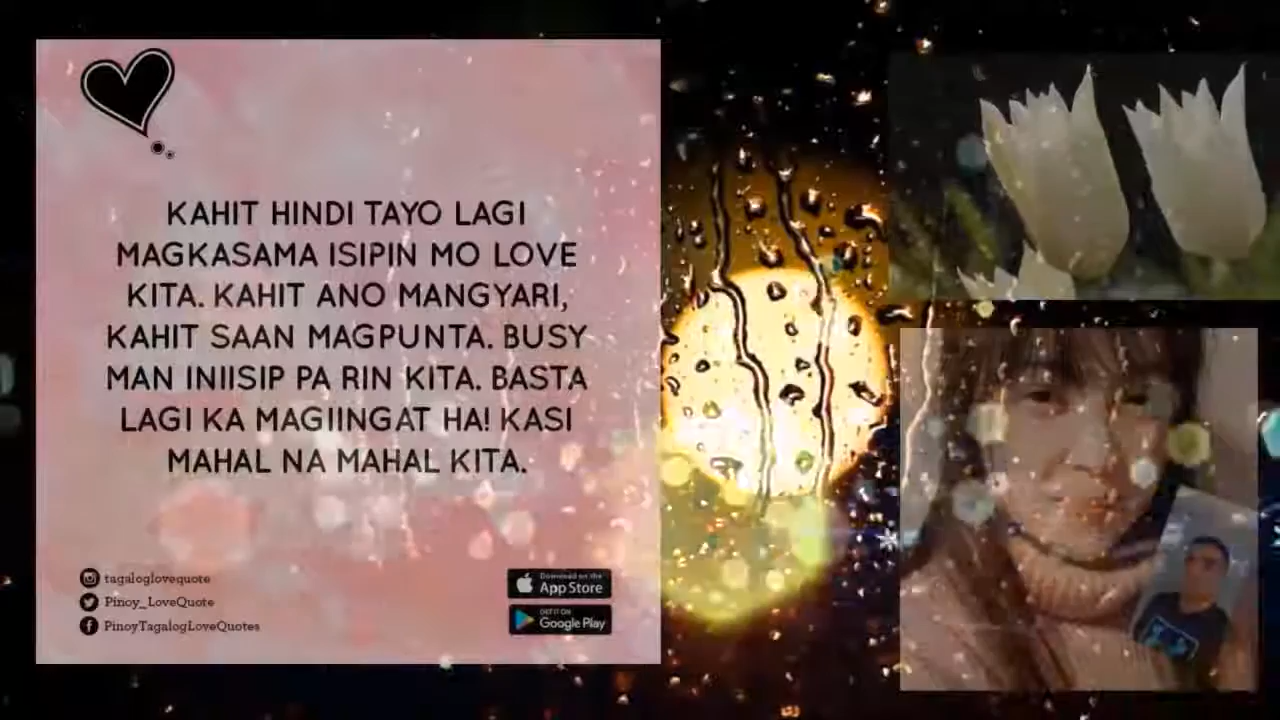 KAHIT HINDI TAYO LAGI
MAGKASAMA ISIPIN MO LOVE
KITA. KAHIT ANO MANGYARI,
KAHIT SAAN MAGPUNTA. BUSY
MAN INIISIP PA RIN KITA. BASTA
LAGI KA MAGIINGAT HA! KASI
MAHAL NA MAHAL KITA.
tagaloglovequote
Pinoy_LoveQuote
PinoyTagalogLoveQuotes
Download on the
App Store
GET IT ON
Google Play